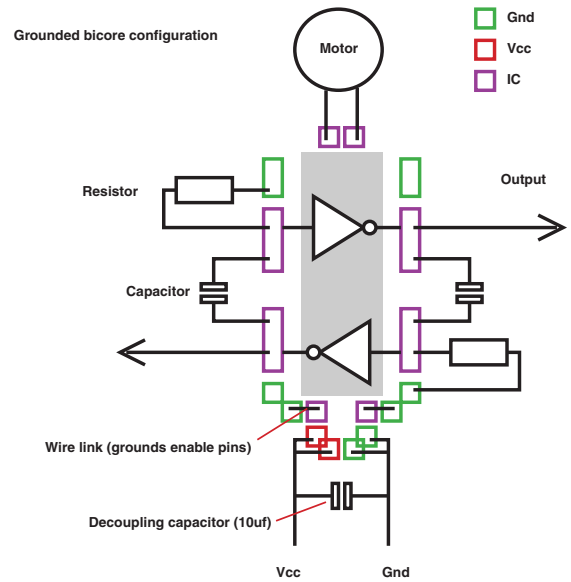 Grounded bicore configuration
Motor
Gnd
Vcc
IC
Resistor
Output
Capacitor
Wire link (grounds enable pins)
Decoupling capacitor (10uf)
Vcc
Gnd